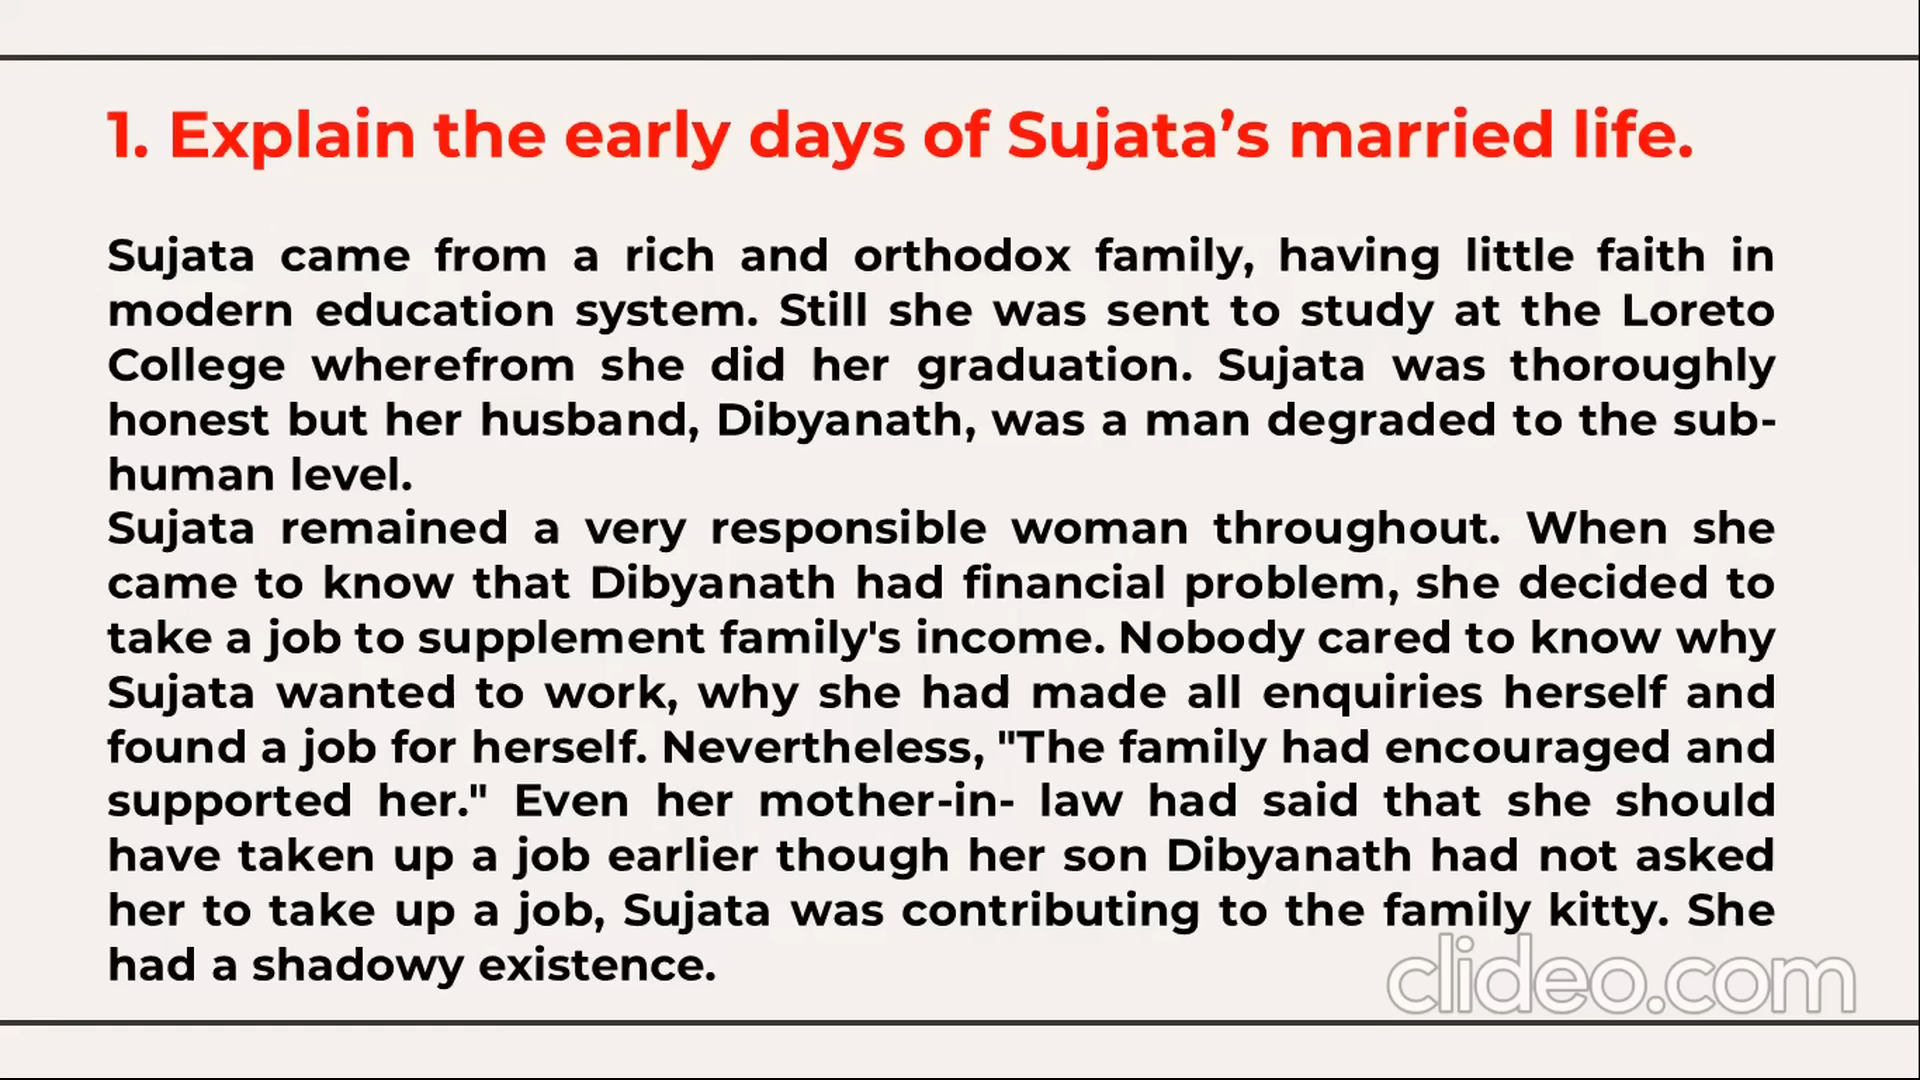 1. Explain the early days of Sujata’s married life.
Sujata came from a rich and orthodox family, having little faith in
modern education system. Still she was sent to study at the Loreto
College wherefrom she did her graduation. Sujata was thoroughly
honest but her husband, Dibyanath, was a man degraded to the sub-
human level.
Sujata remained a very responsible woman throughout. When she
came to know that Dibyanath had financial problem, she decided to
take a job to supplement family's income. Nobody cared to know why
Sujata wanted to work, why she had made all enquiries herself and
found a job for herself. Nevertheless, "The family had encouraged and
supported her." Even her mother-in- law had said that she should
have taken up a job earlier though her son Dibyanath had not asked
her to take up a job, Sujata was contributing to the family kitty. She
had a shadowy existence.
clideo.com